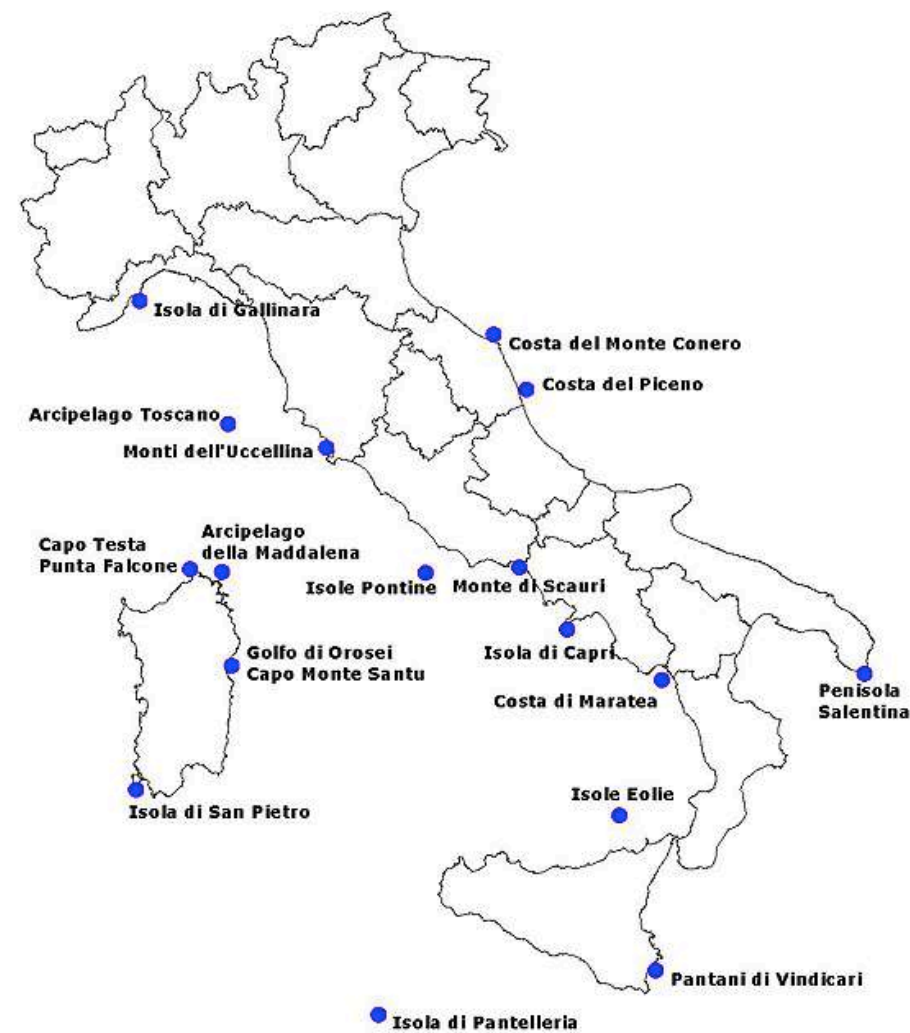 Isola di Gallinara
Costa del Monte Conero
Costa del Piceno
Arcipelago Toscano
Monti dell'Uccellina
Capo Testa
Punta Falcone
Arcipelago
della Maddalena
Isole Pontine
Monte di Scauri
Isola di Capri
Golfo di Orosei
Capo Monte Santu
Costa di Maratea
Penisola
Salentina
Isola di San Pietro
Isole Eolie
Pantani di Vindicari
Isola di Pantelleria